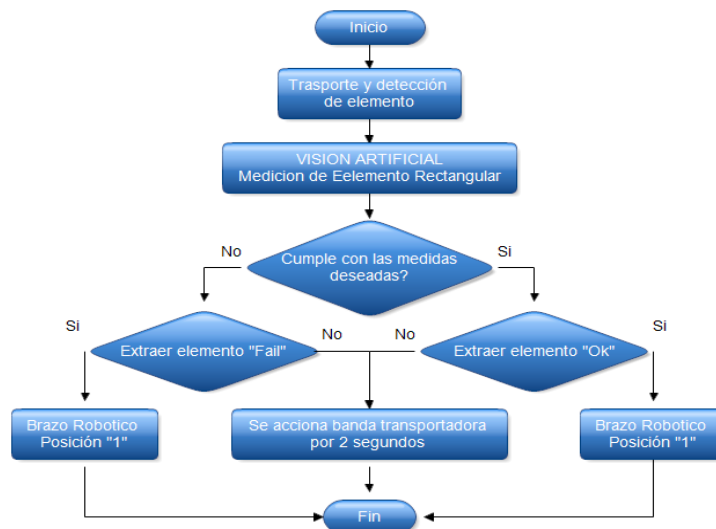 Inicio
Trasporte y detección
de elemento
VISION ARTIFICIAL
Medicion de Eelemento Rectangular
No
Cumple con las medidas
deseadas?
Si
Si
Extraer elemento "Fail"
No
No
Extraer elemento "Ok"
Si
Brazo Robotico
Posición "1"
Se acciona banda transportadora
por 2 segundos
Brazo Robotico
Posición "1"
Fin